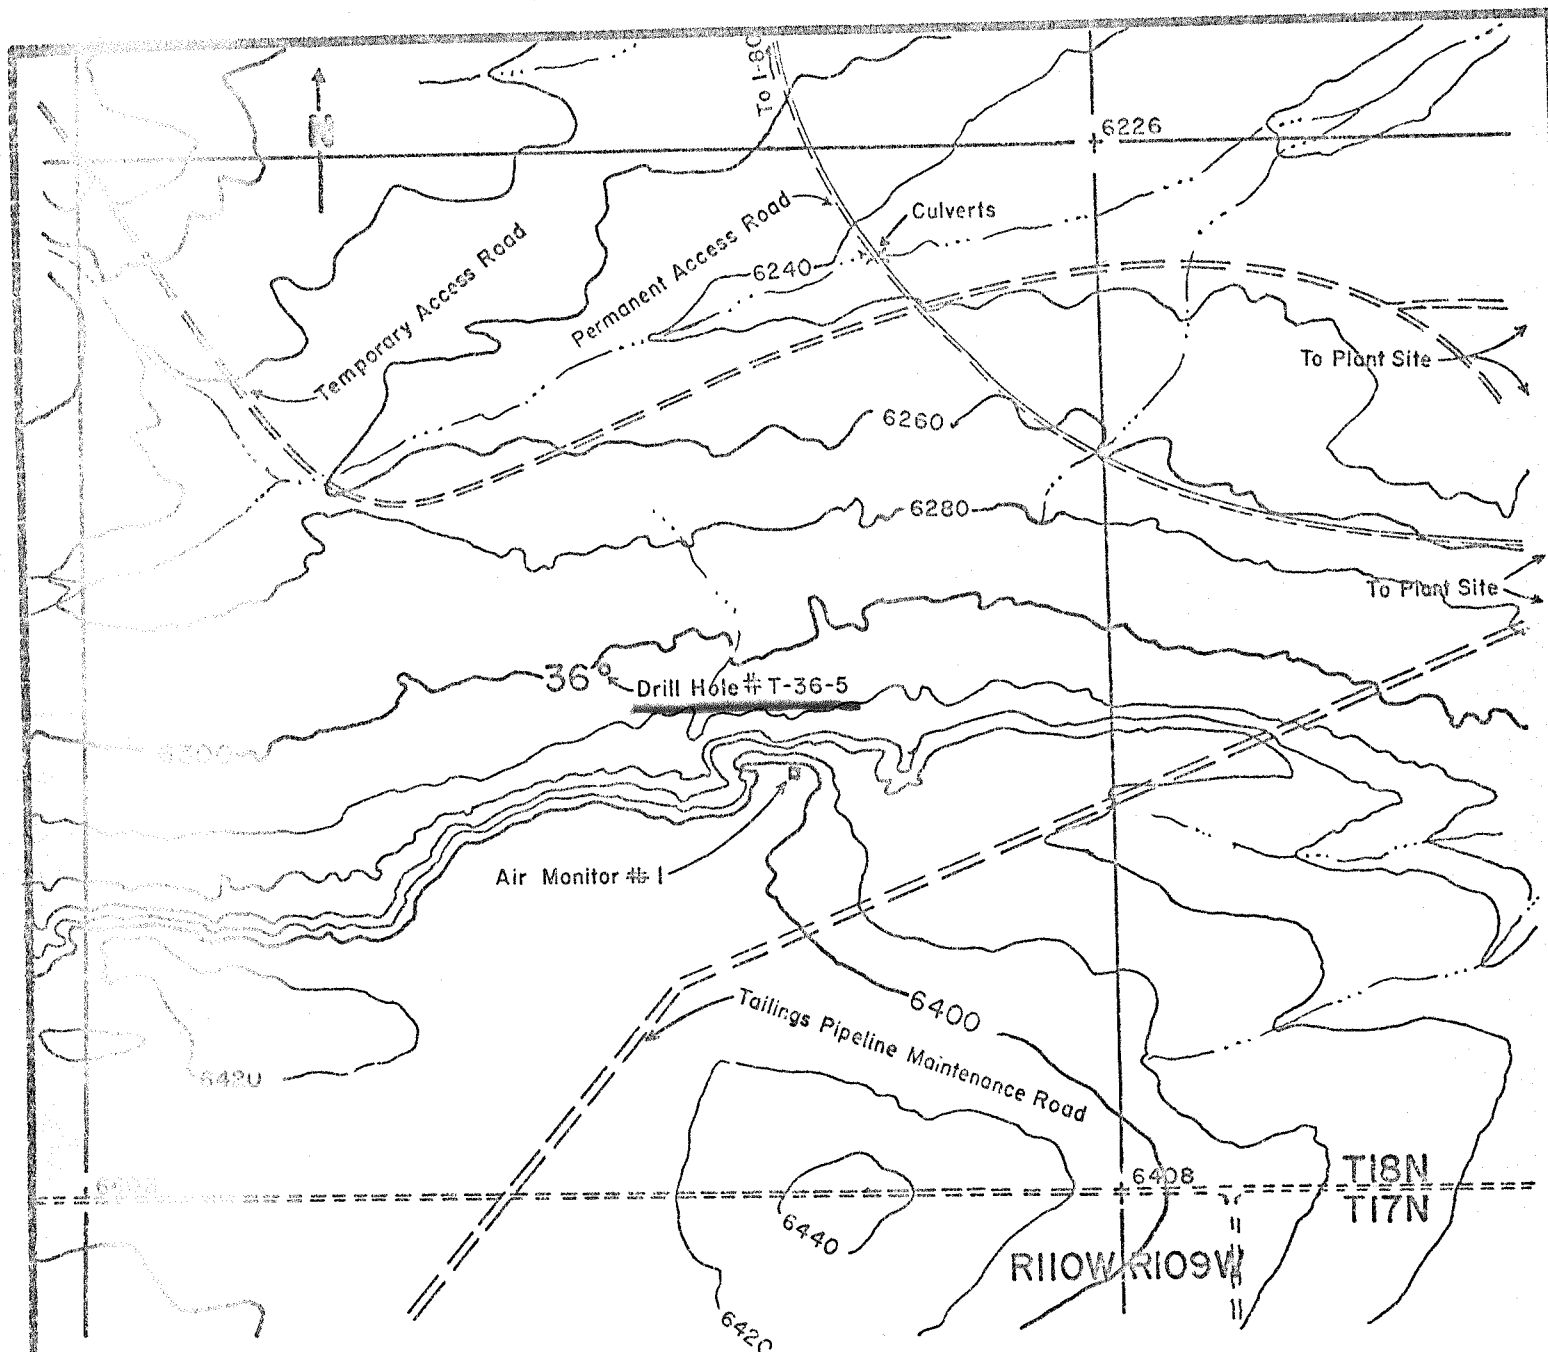 To I-80
N
6226
Culverts
Permanent Access Road
Temporary Access Road
6240
To Plant Site
6260
6280
To Plant Site
36
Drill Hole # T-36-5
6300
Air Monitor # 1
6400
Tailings Pipeline Maintenance Road
6420
6408
T18N
T17N
6440
R110W R109W
6420